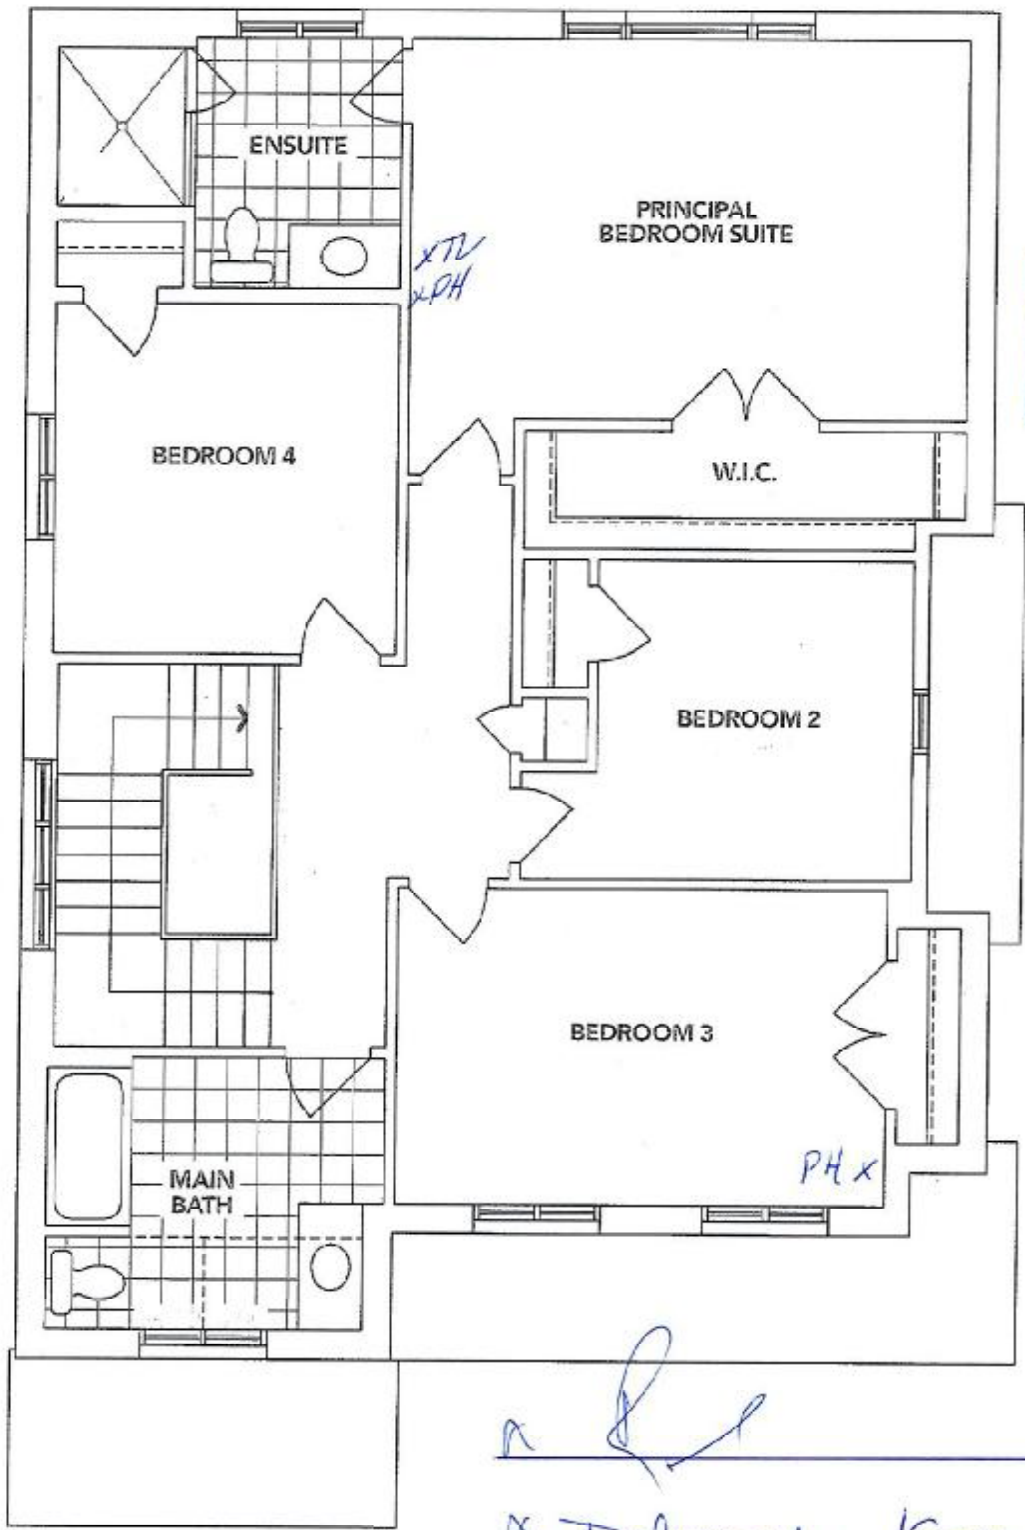 ENSUITE
PRINCIPAL
BEDROOM SUITE
xTV
xPH
BEDROOM 4
W.I.C.
BEDROOM 2
BEDROOM 3
PH x
MAIN
BATH
x
x